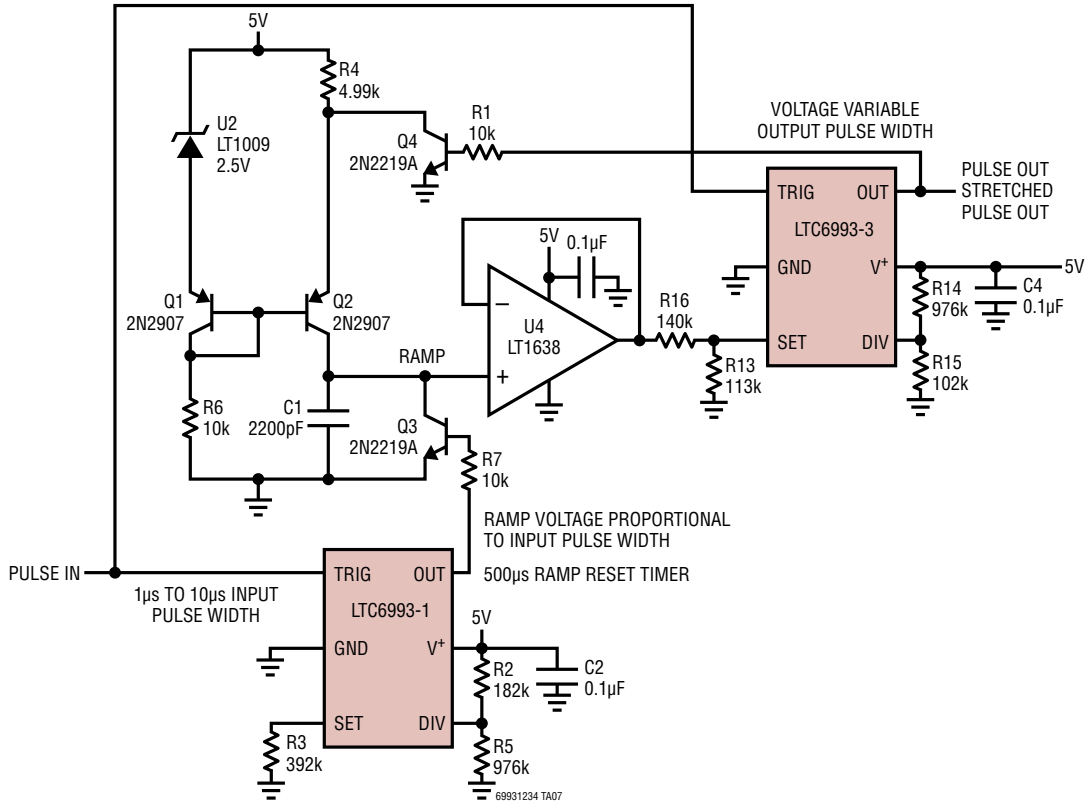 5V
R4
4.99k
U2
LT1009
2.5V
Q4
2N2219A
R1
10k
VOLTAGE VARIABLE
OUTPUT PULSE WIDTH
PULSE OUT
STRETCHED
PULSE OUT
TRIG
OUT
LTC6993-3
GND
V+
5V
SET
DIV
R14
976k
C4
0.1µF
R15
102k
Q1
2N2907
Q2
2N2907
5V
0.1µF
−
+
U4
LT1638
R16
140k
R13
113k
RAMP
R6
10k
C1
2200pF
Q3
2N2219A
R7
10k
RAMP VOLTAGE PROPORTIONAL
TO INPUT PULSE WIDTH
500µs RAMP RESET TIMER
PULSE IN
1µs TO 10µs INPUT
PULSE WIDTH
TRIG
OUT
LTC6993-1
GND
V+
SET
DIV
5V
R2
182k
C2
0.1µF
R3
392k
R5
976k
69931234 TA07